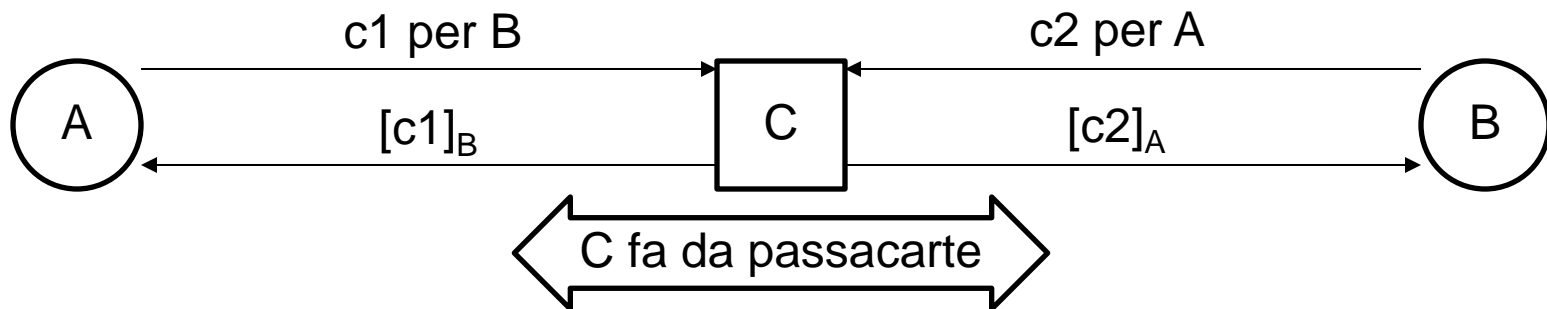 c1 per B
c2 per A
A
[c1]B
C
[c2]A
B
C fa da passacarte